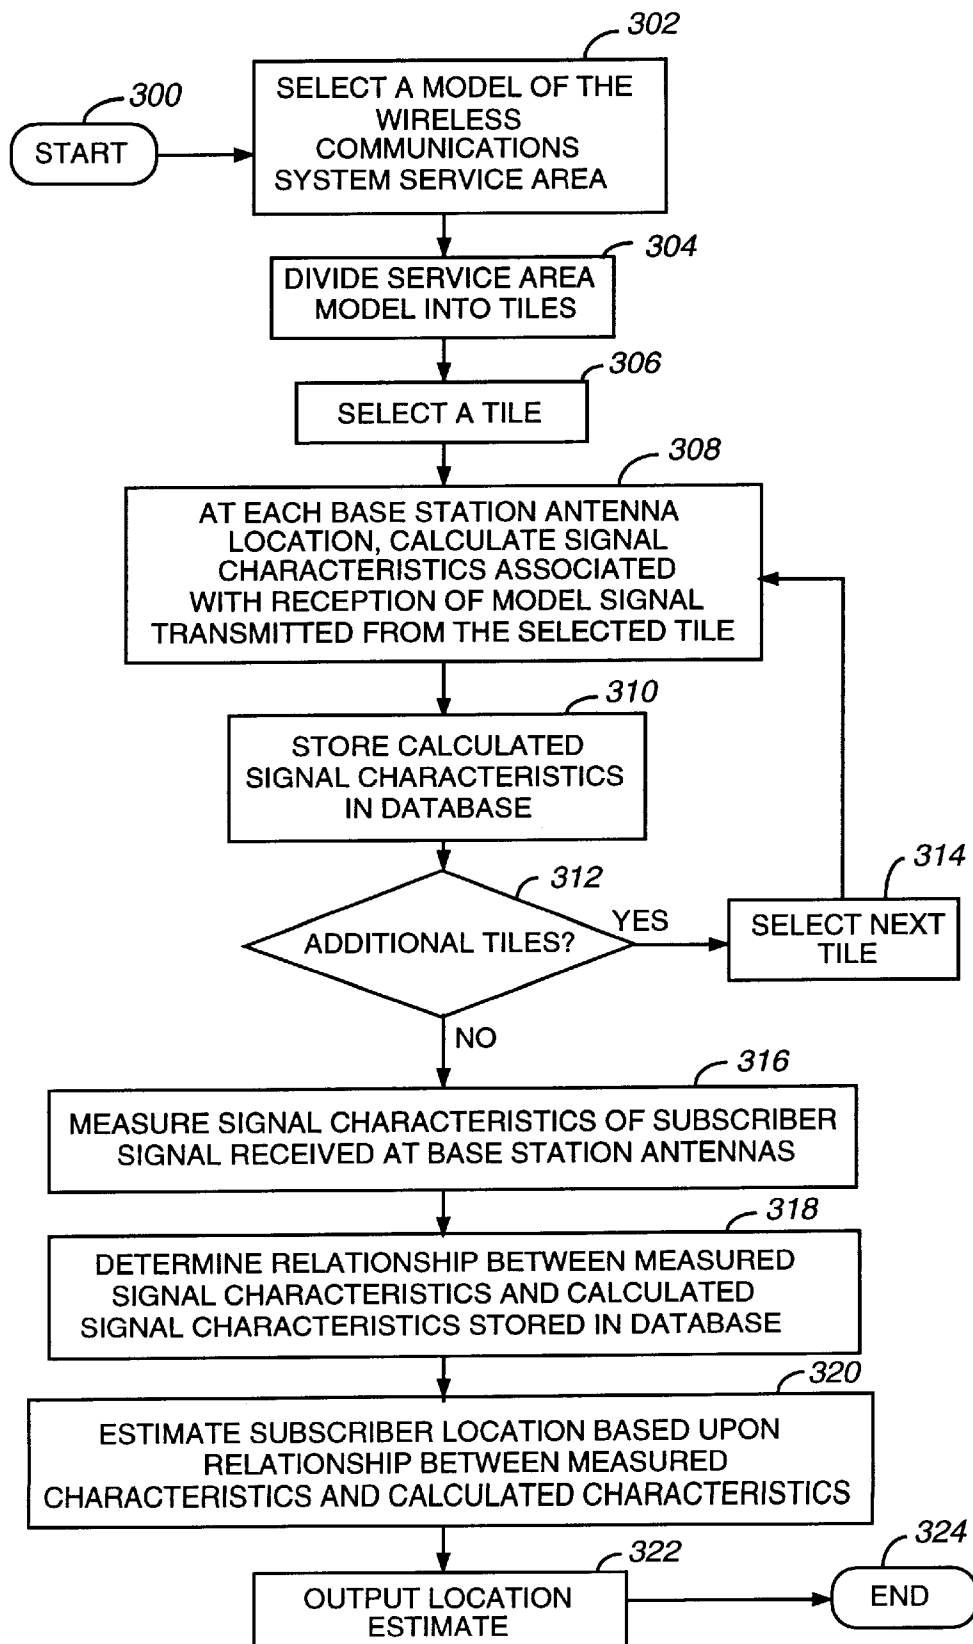 300
START
302
SELECT A MODEL OF THE
WIRELESS
COMMUNICATIONS
SYSTEM SERVICE AREA
304
DIVIDE SERVICE AREA
MODEL INTO TILES
306
SELECT A TILE
308
AT EACH BASE STATION ANTENNA
LOCATION, CALCULATE SIGNAL
CHARACTERISTICS ASSOCIATED
WITH RECEPTION OF MODEL SIGNAL
TRANSMITTED FROM THE SELECTED TILE
310
STORE CALCULATED
SIGNAL CHARACTERISTICS
IN DATABASE
312
ADDITIONAL TILES?
YES
314
SELECT NEXT
TILE
NO
316
MEASURE SIGNAL CHARACTERISTICS OF SUBSCRIBER
SIGNAL RECEIVED AT BASE STATION ANTENNAS
318
DETERMINE RELATIONSHIP BETWEEN MEASURED
SIGNAL CHARACTERISTICS AND CALCULATED
SIGNAL CHARACTERISTICS STORED IN DATABASE
320
ESTIMATE SUBSCRIBER LOCATION BASED UPON
RELATIONSHIP BETWEEN MEASURED
CHARACTERISTICS AND CALCULATED CHARACTERISTICS
322
OUTPUT LOCATION
ESTIMATE
324
END